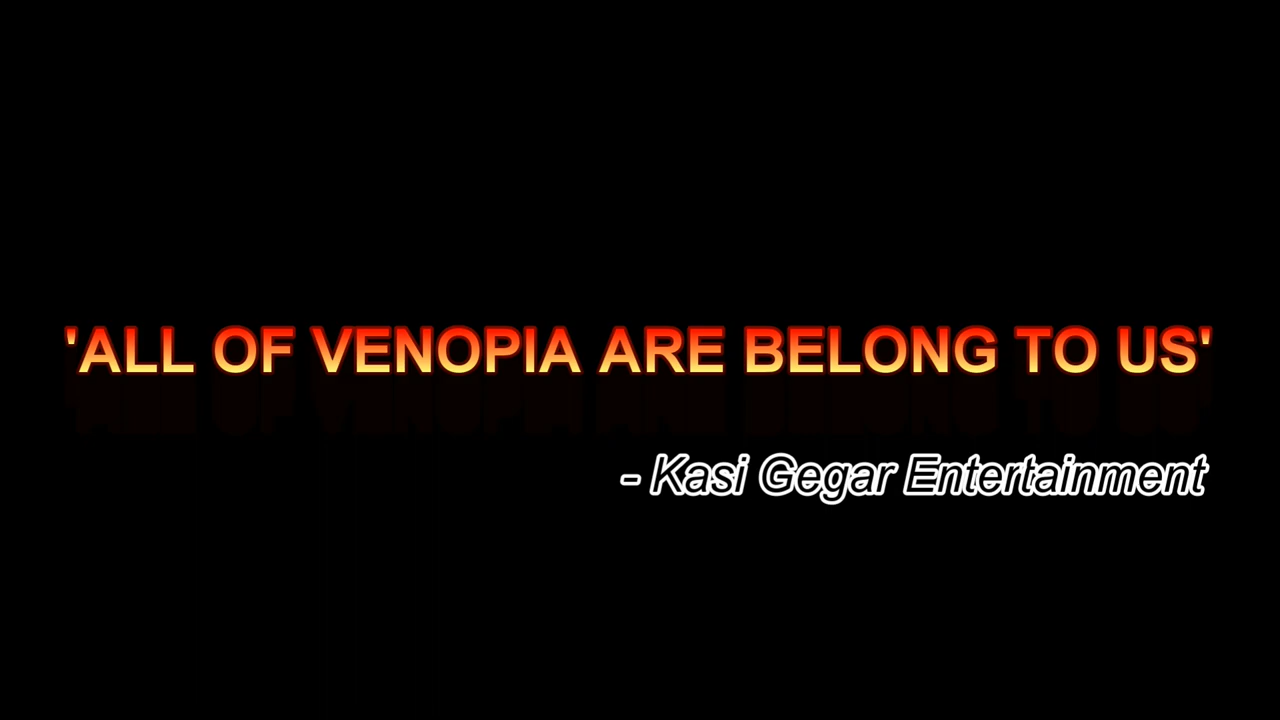 'ALL OF VENOPIA ARE BELONG TO US'
- Kasi Gegar Entertainment